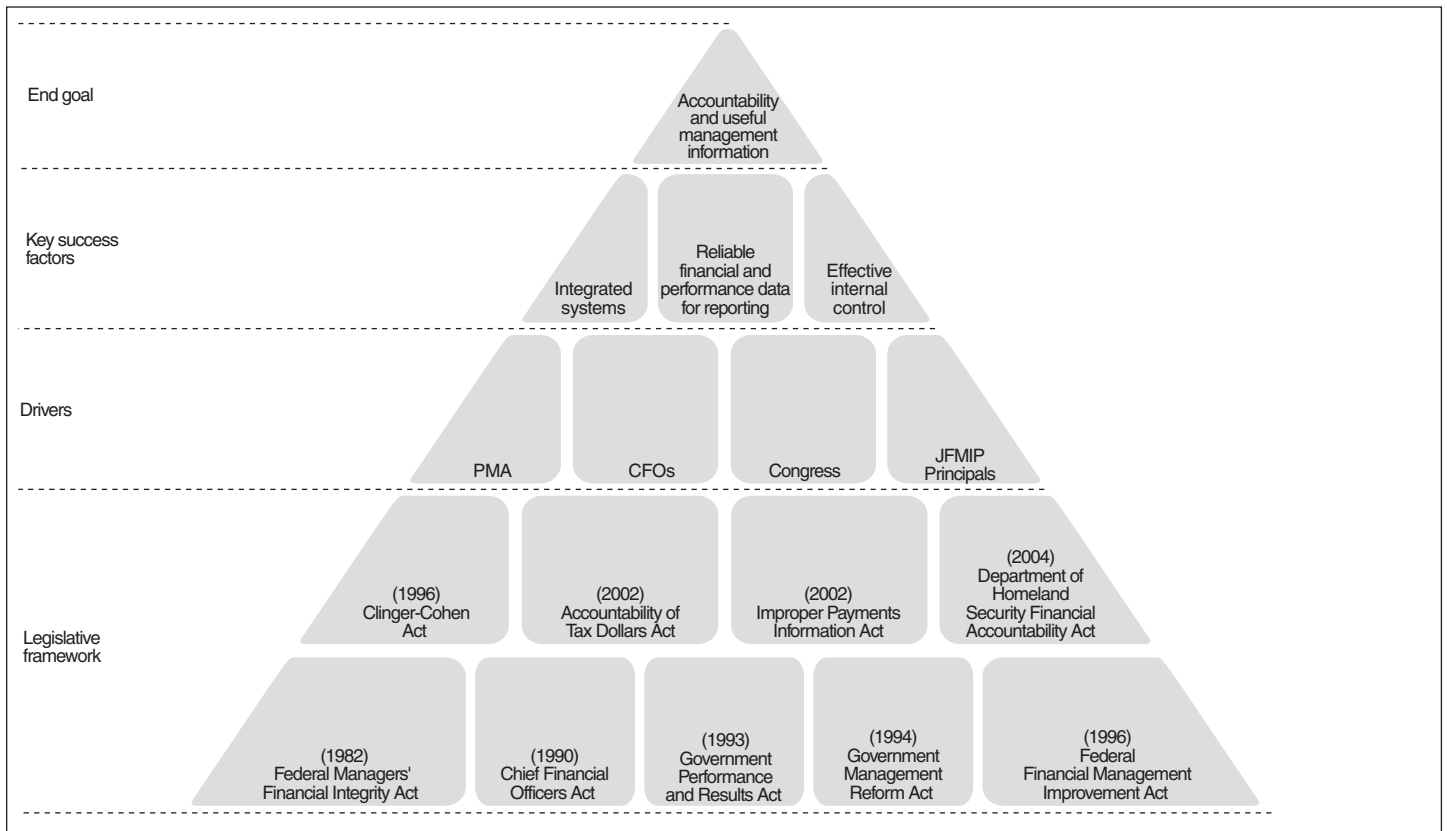 End goal
Accountability
and useful
management
information
Key success
factors
Integrated
systems
Reliable
financial and
performance data
for reporting
Effective
internal
control
Drivers
PMA
CFOs
Congress
JFMIP
Principals
Legislative
framework
(1996)
Clinger-Cohen
Act
(2002)
Accountability of
Tax Dollars Act
(2002)
Improper Payments
Information Act
(2004)
Department of
Homeland
Security Financial
Accountability Act
(1982)
Federal Managers'
Financial Integrity Act
(1990)
Chief Financial
Officers Act
(1993)
Government
Performance
and Results Act
(1994)
Government
Management
Reform Act
(1996)
Federal
Financial Management
Improvement Act